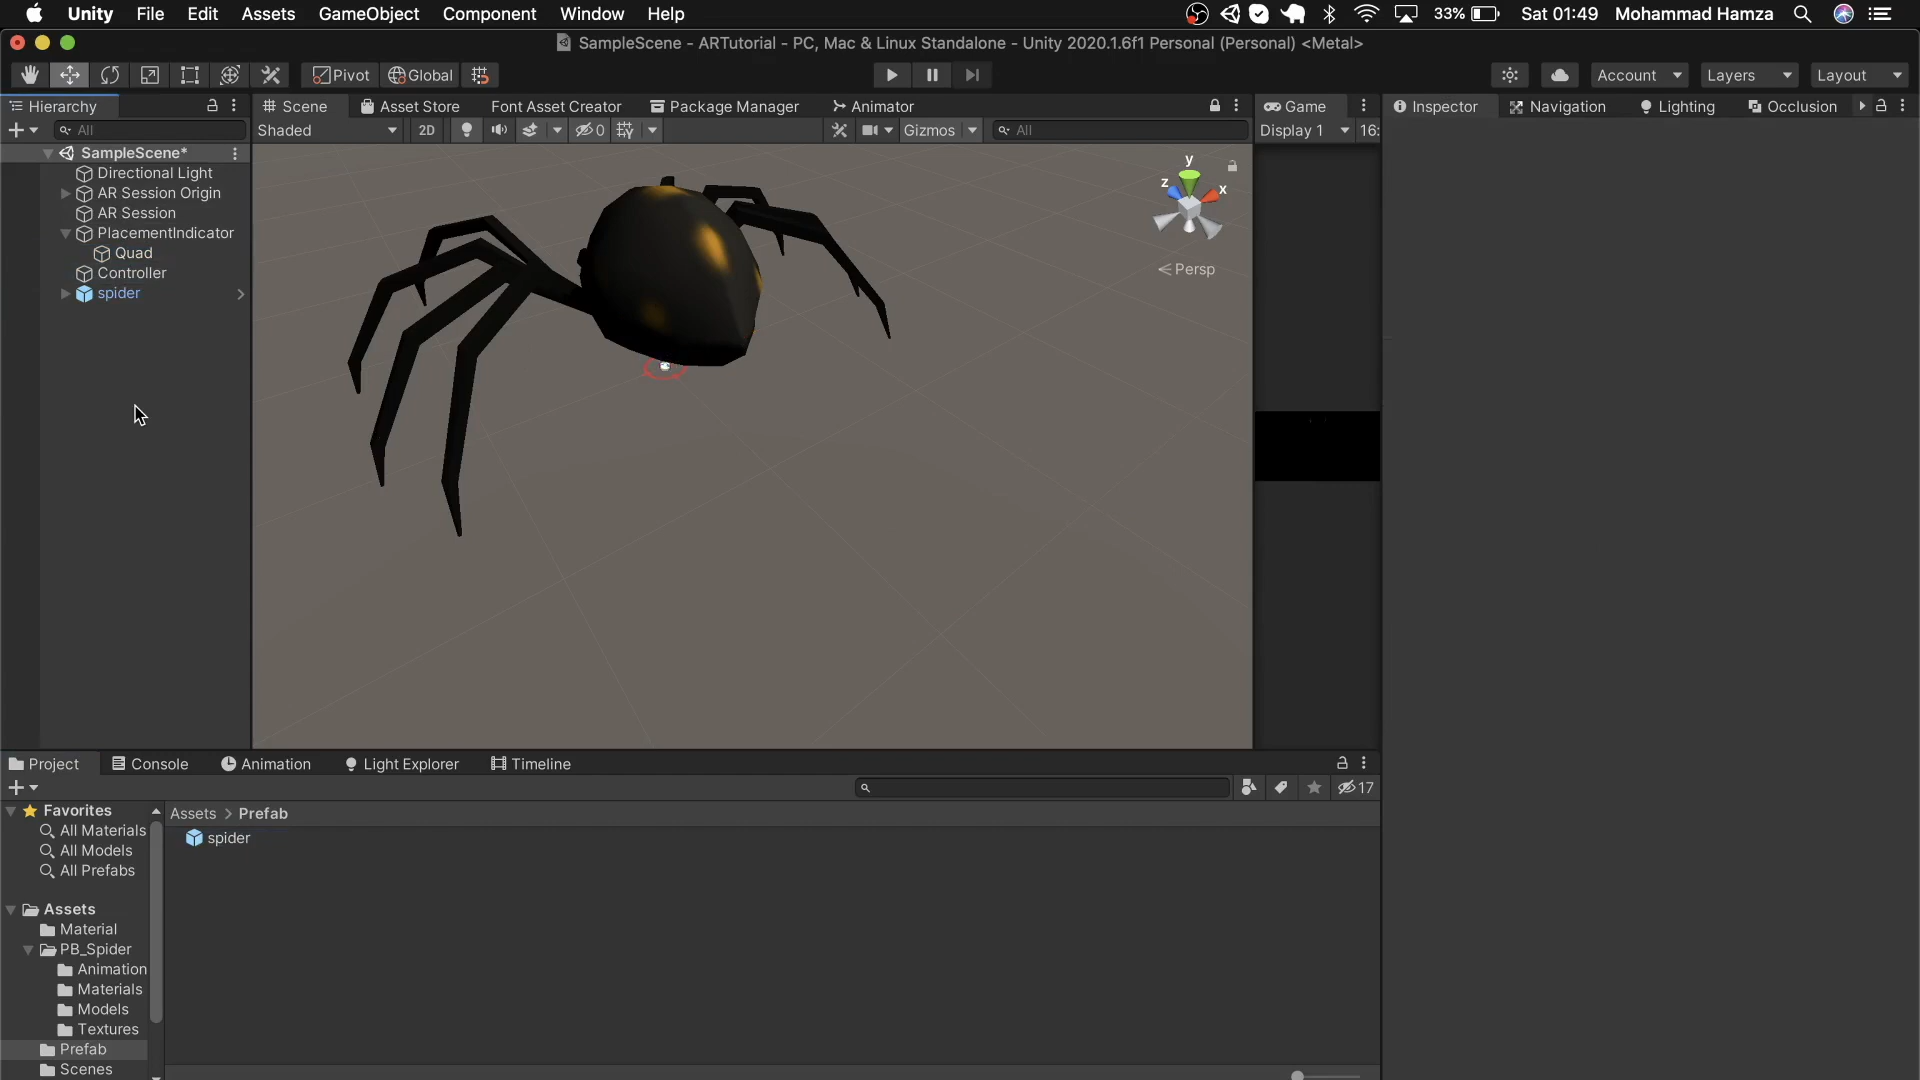 Unity File Edit Assets GameObject Component Window Help 33% Sat 01:49 Mohammad Hamza
SampleScene - ARTutorial - PC, Mac & Linux Standalone - Unity 2020.1.6f1 Personal (Personal) <Metal>
Pivot Global Account Layers Layout
Hierarchy Scene Asset Store Font Asset Creator Package Manager Animator Game Inspector Navigation Lighting Occlusion
All Shaded 2D 0 Gizmos All Display 1 16:
SampleScene*
Directional Light
AR Session Origin
AR Session
PlacementIndicator
Quad
Controller
spider
y
z x
Persp
Project Console Animation Light Explorer Timeline
17
Favorites
All Materials
All Models
All Prefabs
Assets
Material
PB_Spider
Animation
Materials
Models
Textures
Prefab
Scenes
Assets > Prefab
spider